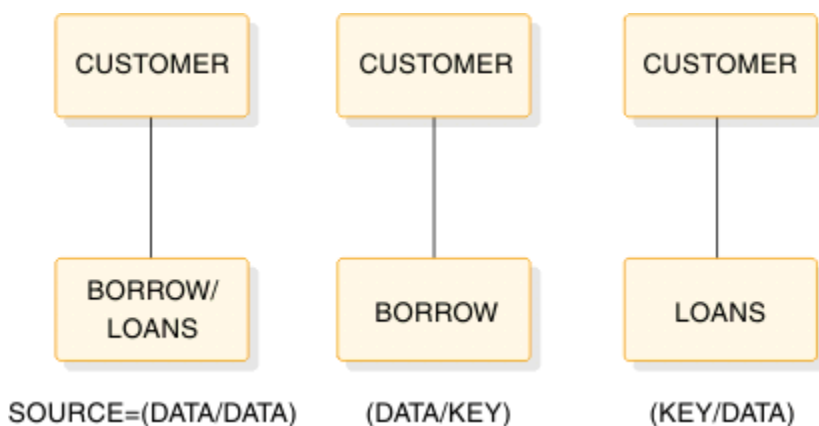 CUSTOMER
CUSTOMER
CUSTOMER
BORROW/
LOANS
BORROW
LOANS
SOURCE=(DATA/DATA)
(DATA/KEY)
(KEY/DATA)